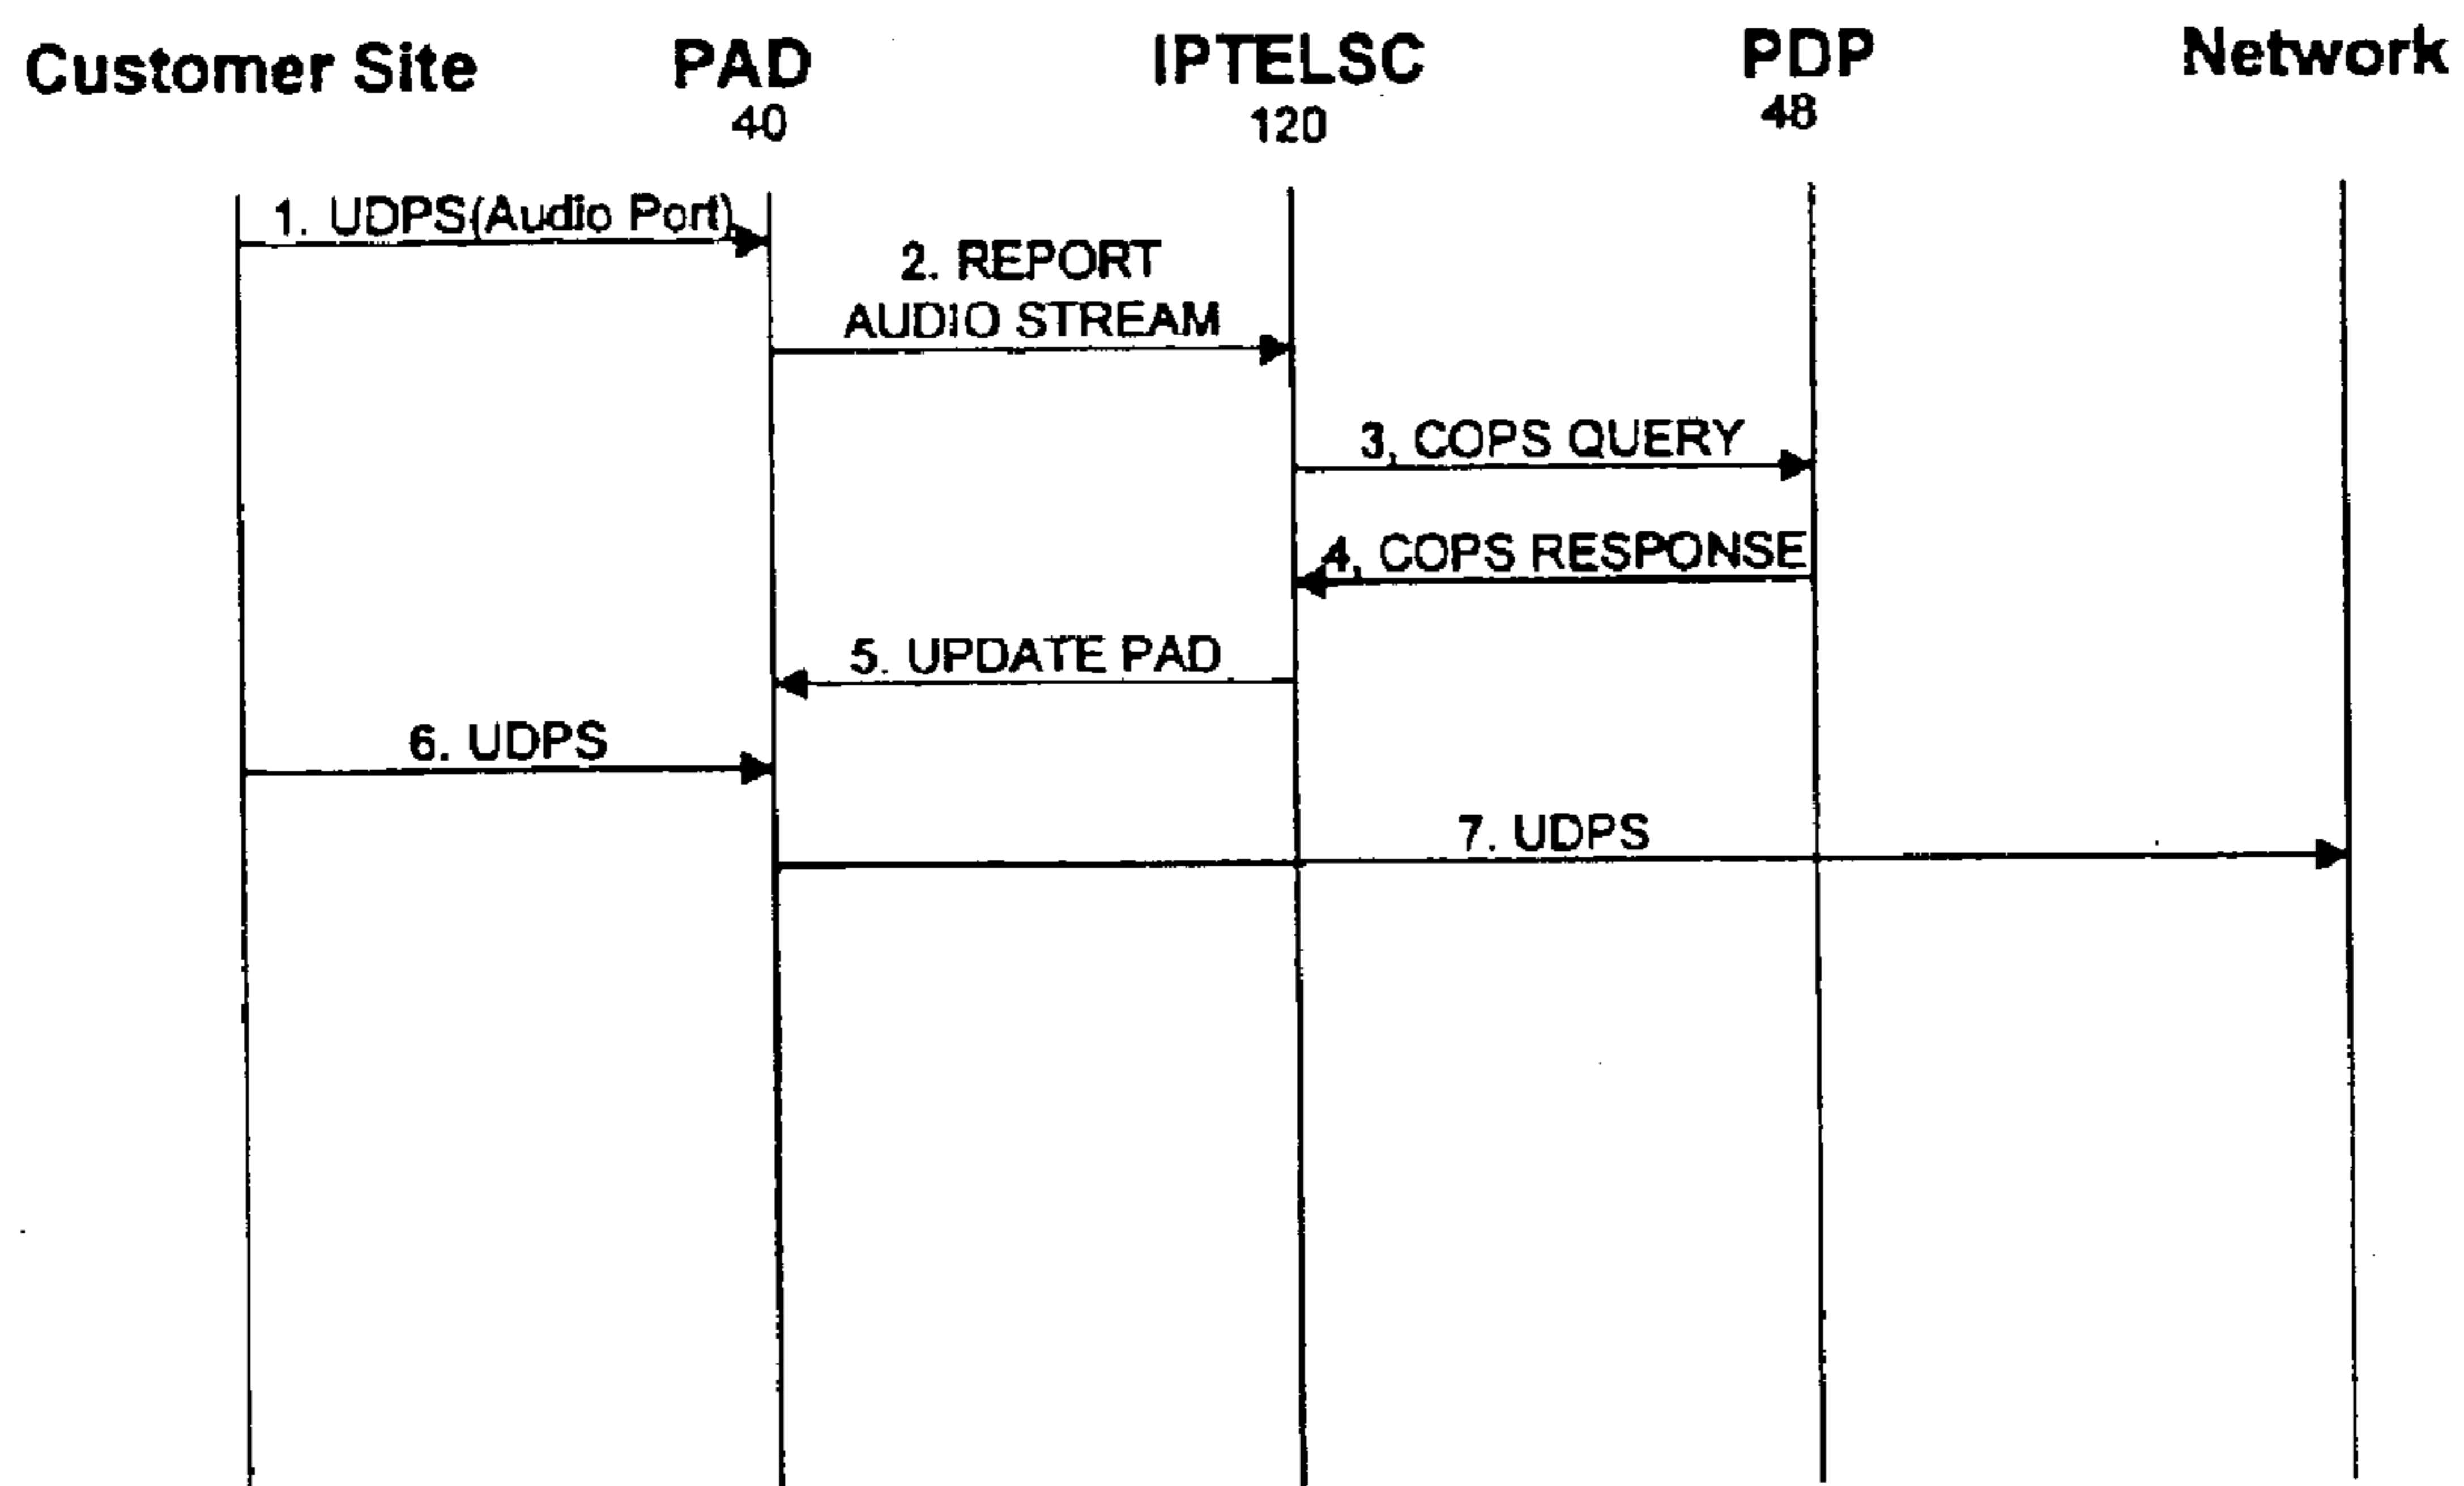 Customer Site PAD IPTELSC PDP Network
40 120 48
1. UDPS(Audio Port)
2. REPORT
AUDIO STREAM
3. COPS QUERY
4. COPS RESPONSE
5. UPDATE PAD
6. UDPS
7. UDPS